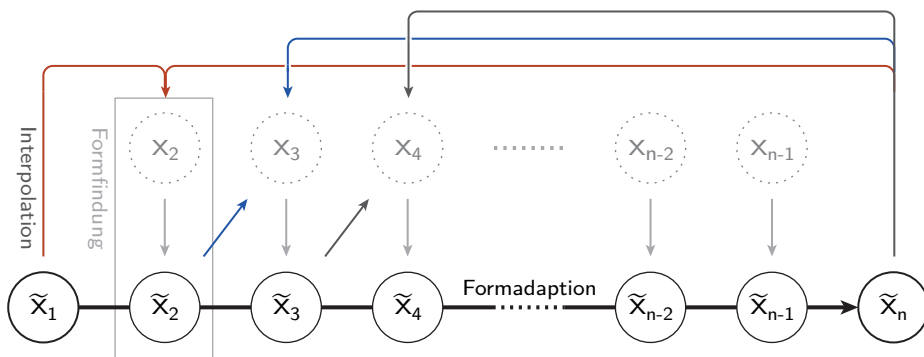 Interpolation
Formfindung
x2
x3
x4
xn-2
xn-1
Formadaption
x̃1
x̃2
x̃3
x̃4
x̃n-2
x̃n-1
x̃n